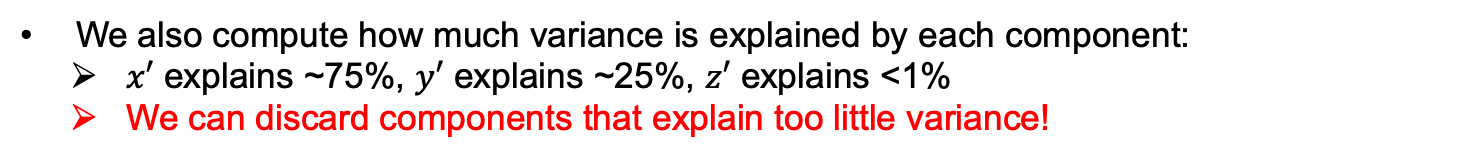 • We also compute how much variance is explained by each component:
➢ x′ explains ~75%, y′ explains ~25%, z′ explains <1%
➢ We can discard components that explain too little variance!